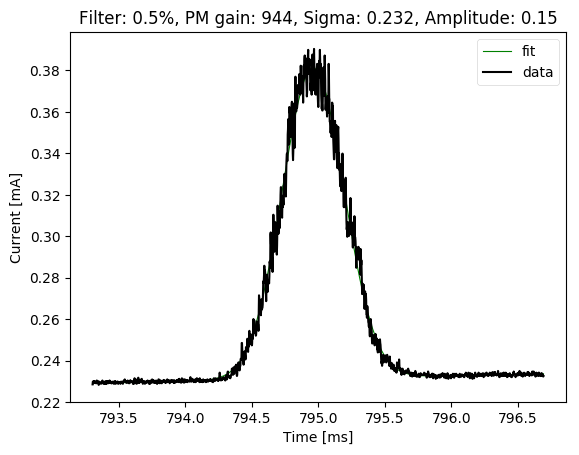 Filter: 0.5%, PM gain: 944, Sigma: 0.232, Amplitude: 0.15
fit
data
0.38
0.36
0.34
0.32
0.30
0.28
0.26
0.24
0.22
Current [mA]
793.5 794.0 794.5 795.0 795.5 796.0 796.5
Time [ms]